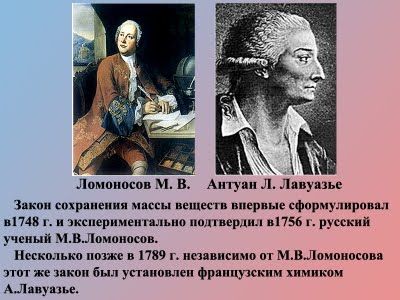 Ломоносов М. В. Антуан Л. Лавуазье
Закон сохранения массы веществ впервые сформулировал
в1748 г. и экспериментально подтвердил в1756 г. русский
ученый М.В.Ломоносов.
Несколько позже в 1789 г. независимо от М.В.Ломоносова
этот же закон был установлен французским химиком
А.Лавуазье.